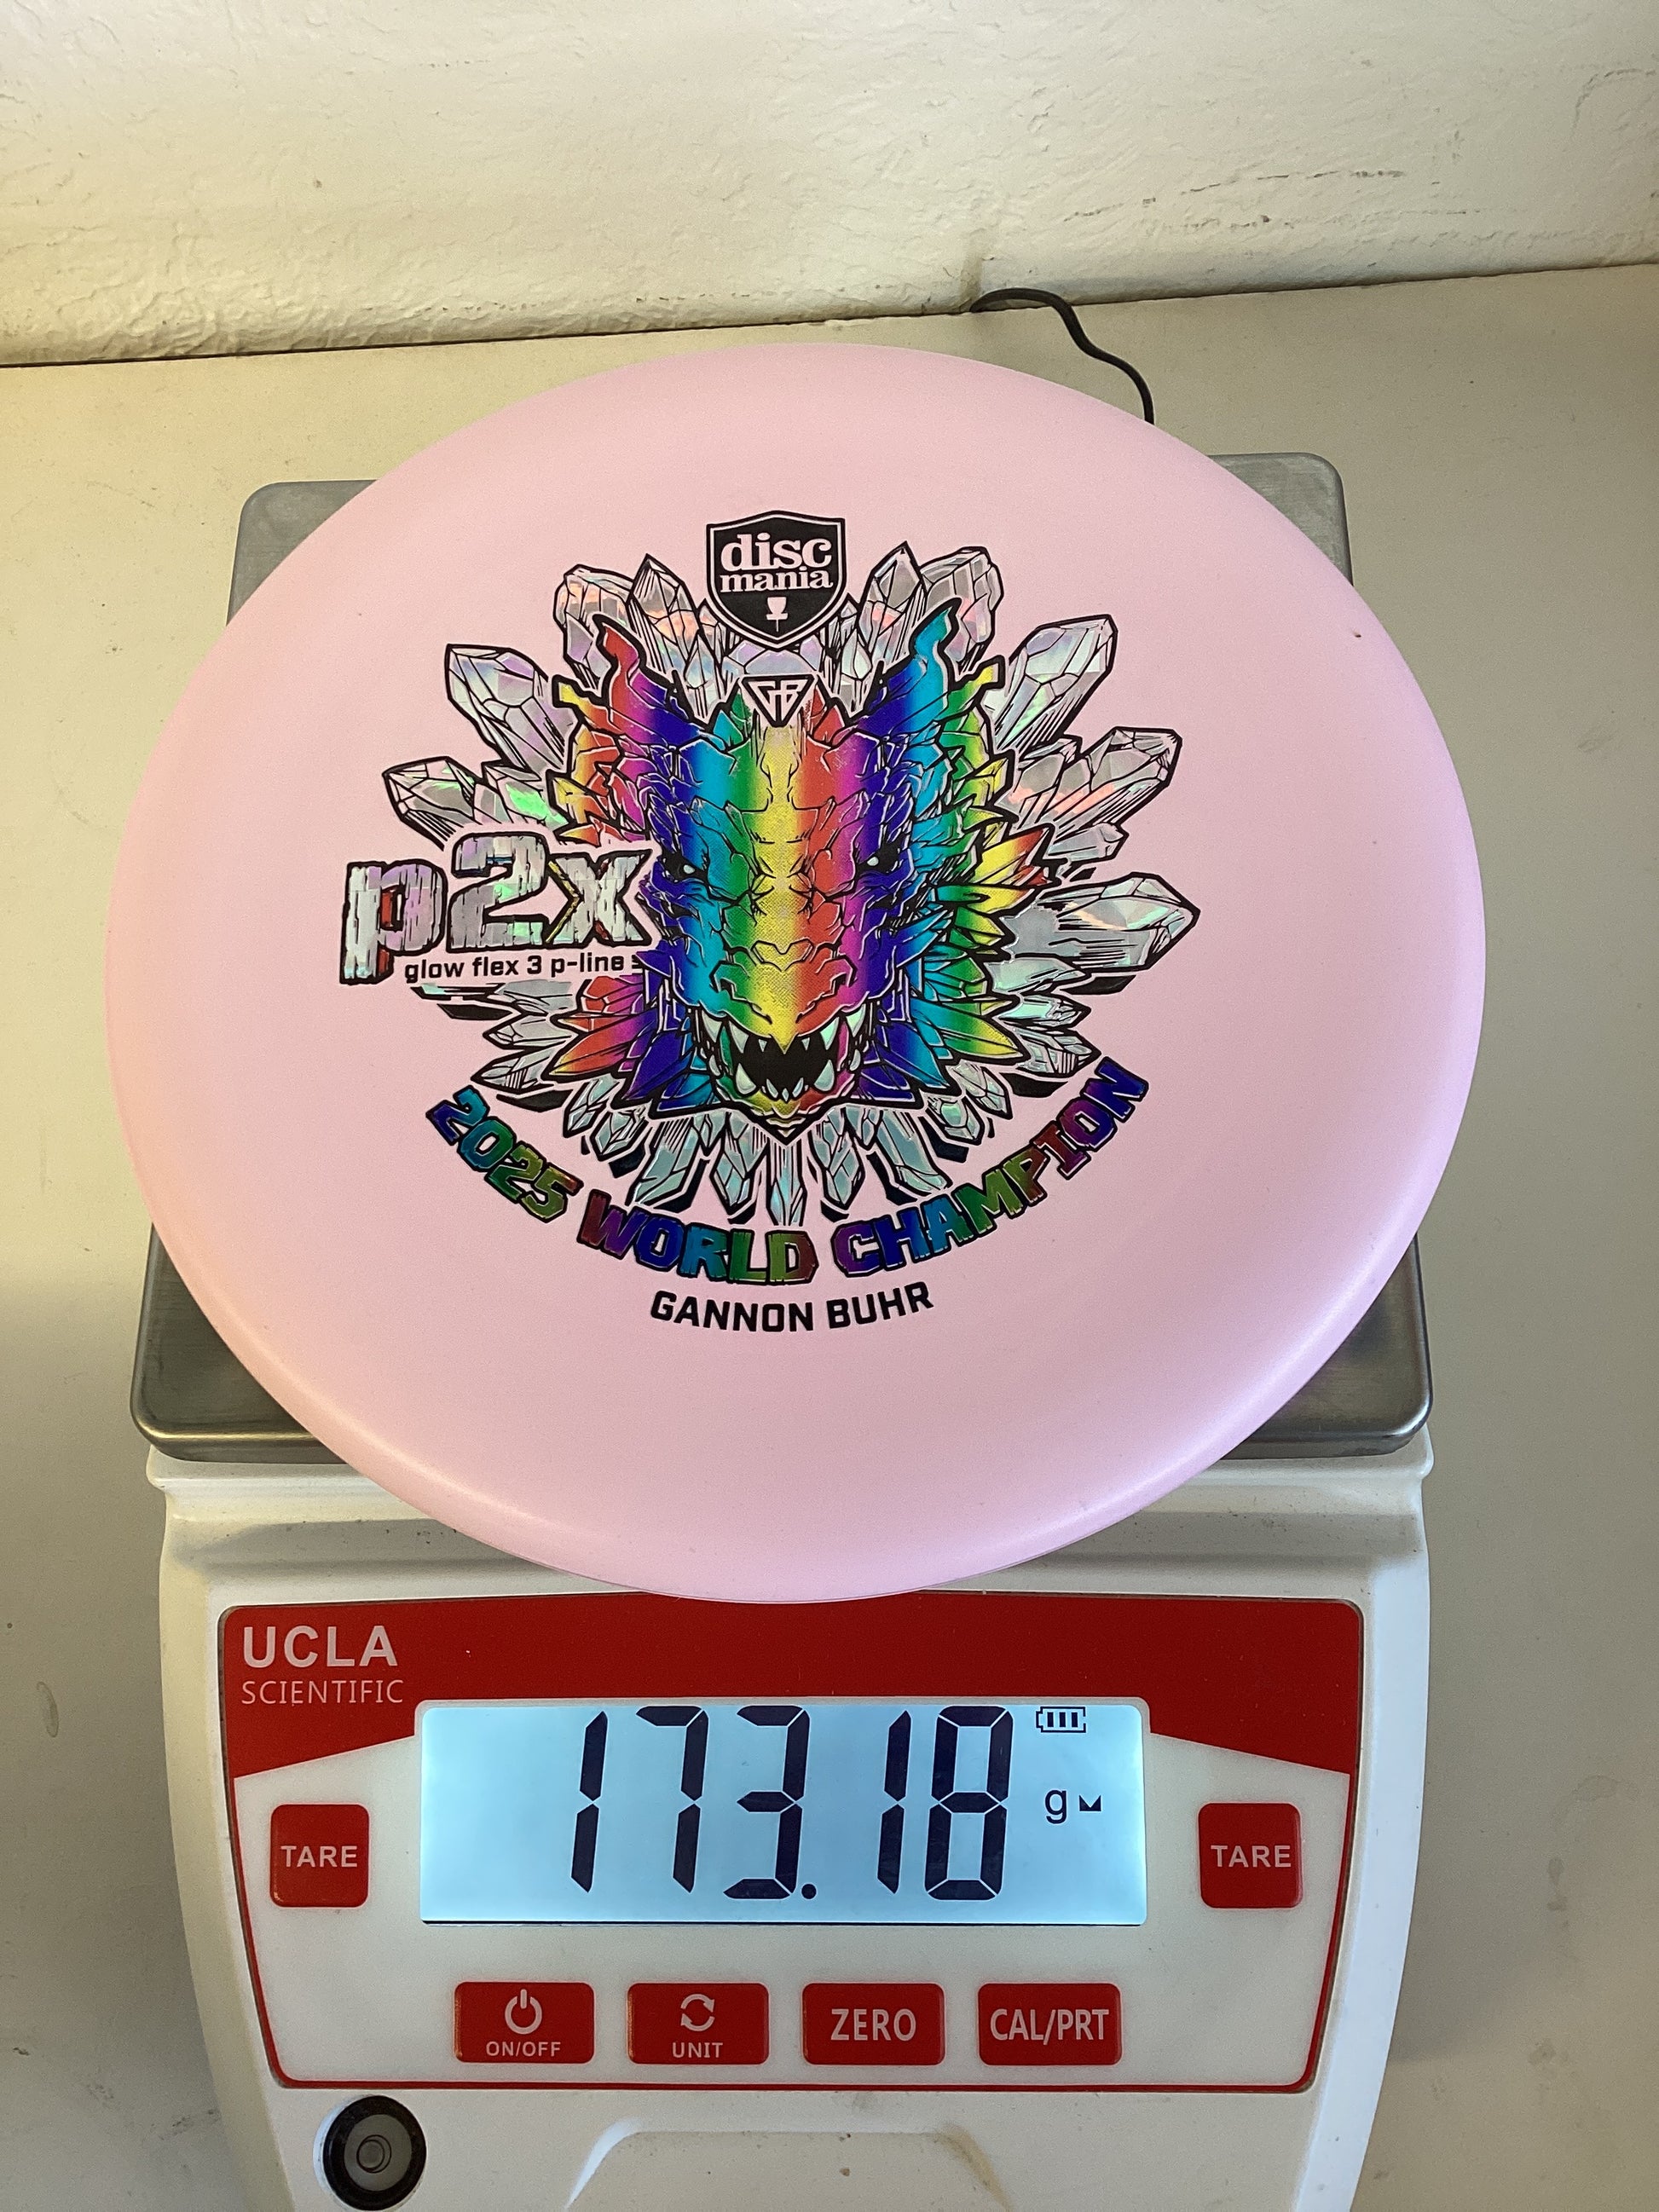 disc
mania
GB
p2x
glow flex 3 p-line
2025 WORLD CHAMPION
GANNON BUHR
UCLA
SCIENTIFIC
173.18
g
TARE
TARE
ON/OFF
UNIT
ZERO
CAL/PRT